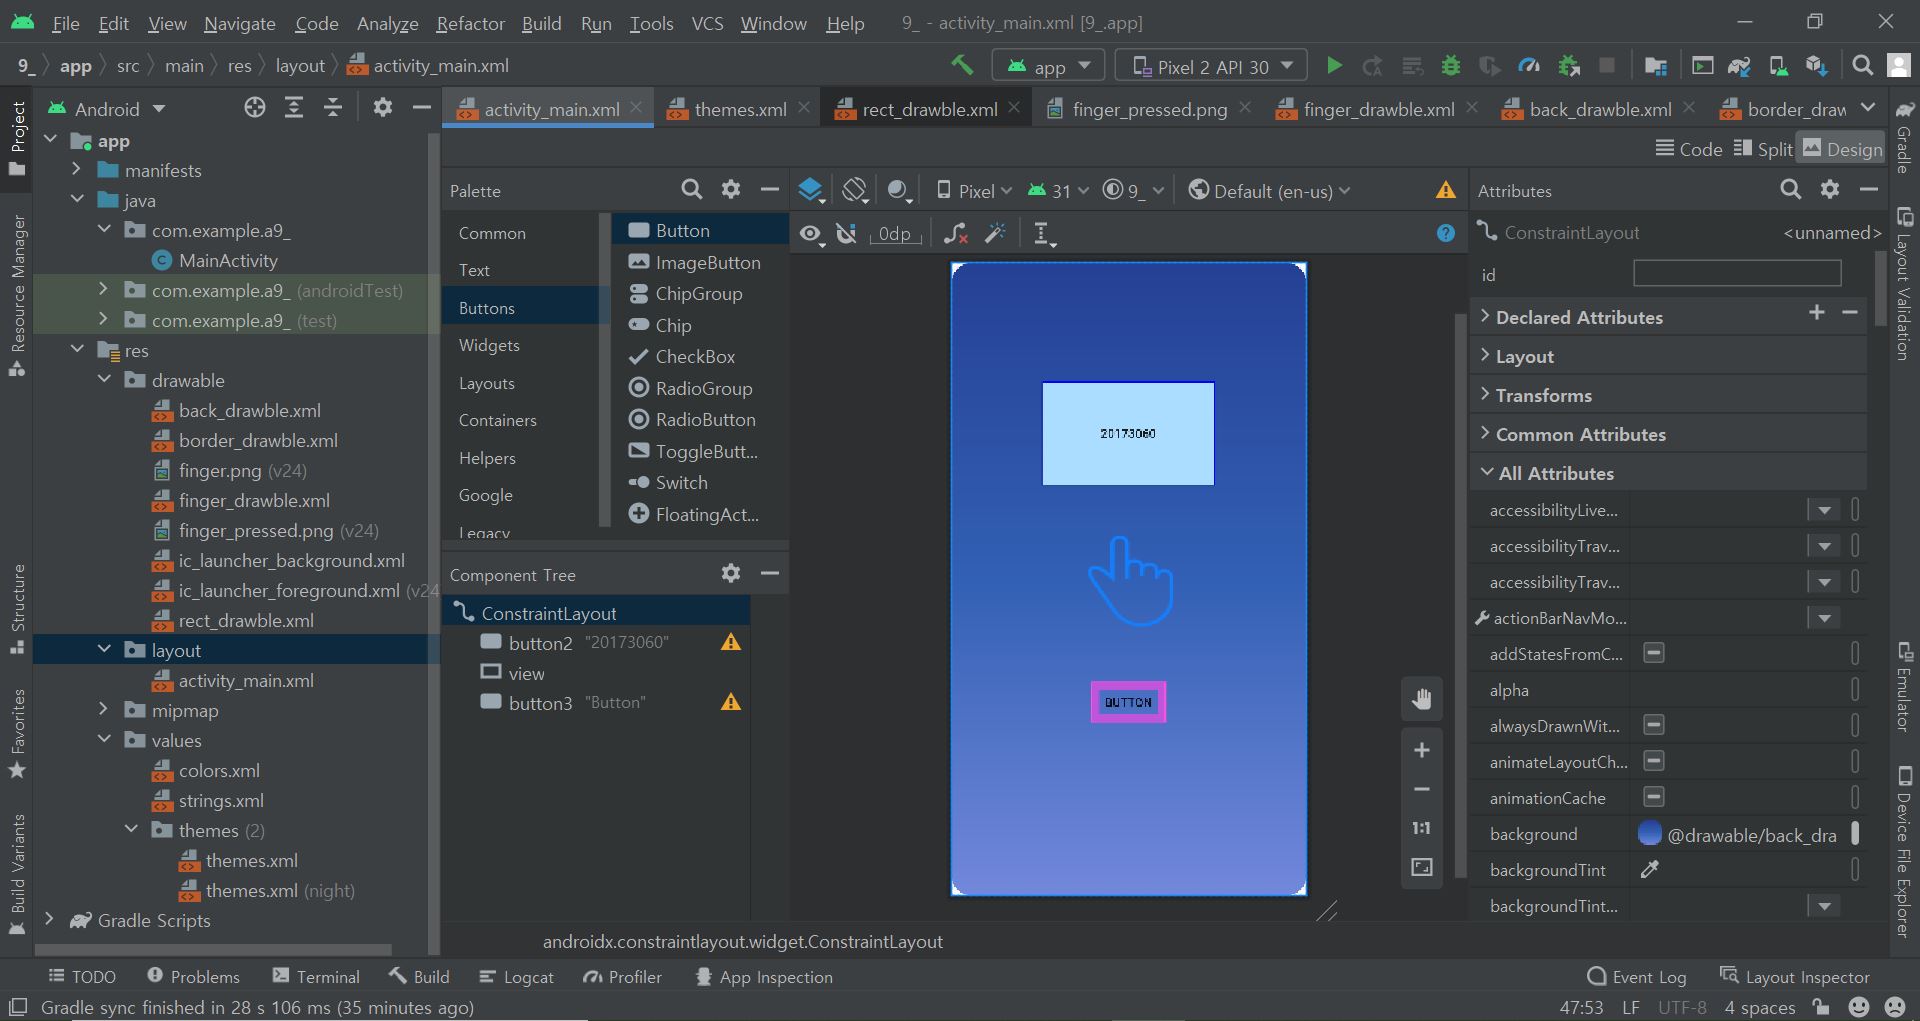 File Edit View Navigate Code Analyze Refactor Build Run Tools VCS Window Help 9_ - activity_main.xml [9_.app]
9_ app src main res layout activity_main.xml app Pixel 2 API 30
Project
Resource Manager
Structure
Favorites
Build Variants
Android
app
manifests
java
com.example.a9_
MainActivity
com.example.a9_ (androidTest)
com.example.a9_ (test)
res
drawable
back_drawble.xml
border_drawble.xml
finger.png (v24)
finger_drawble.xml
finger_pressed.png (v24)
ic_launcher_background.xml
ic_launcher_foreground.xml (v24
rect_drawble.xml
layout
activity_main.xml
mipmap
values
colors.xml
strings.xml
themes (2)
themes.xml
themes.xml (night)
Gradle Scripts
activity_main.xml themes.xml rect_drawble.xml finger_pressed.png finger_drawble.xml back_drawble.xml border_draw
Code Split Design
Palette
Common
Text
Buttons
Widgets
Layouts
Containers
Helpers
Google
Legacy
Button
ImageButton
ChipGroup
Chip
CheckBox
RadioGroup
RadioButton
ToggleButt...
Switch
FloatingAct...
Component Tree
ConstraintLayout
button2 "20173060"
view
button3 "Button"
Pixel 31 9_ Default (en-us)
0dp
20173060
BUTTON
1:1
androidx.constraintlayout.widget.ConstraintLayout
Attributes
ConstraintLayout <unnamed>
id
Declared Attributes
Layout
Transforms
Common Attributes
All Attributes
accessibilityLive...
accessibilityTrav...
accessibilityTrav...
actionBarNavMo...
addStatesFromC...
alpha
alwaysDrawnWit...
animateLayoutCh...
animationCache
background @drawable/back_dra
backgroundTint
backgroundTint...
Gradle
Layout Validation
Emulator
Device File Explorer
TODO Problems Terminal Build Logcat Profiler App Inspection Event Log Layout Inspector
Gradle sync finished in 28 s 106 ms (35 minutes ago) 47:53 LF UTF-8 4 spaces